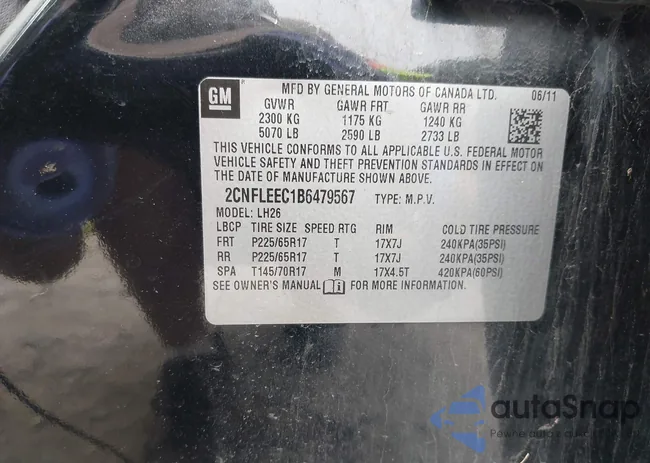 GM
MFD BY GENERAL MOTORS OF CANADA LTD. 06/11
GVWR GAWR FRT GAWR RR
2300 KG 1175 KG 1240 KG
5070 LB 2590 LB 2733 LB
THIS VEHICLE CONFORMS TO ALL APPLICABLE U.S. FEDERAL MOTOR
VEHICLE SAFETY AND THEFT PREVENTION STANDARDS IN EFFECT ON
THE DATE OF MANUFACTURE SHOWN ABOVE.
2CNFLEEC1B6479567 TYPE: M.P.V.
MODEL: LH26
LBCP TIRE SIZE SPEED RTG RIM COLD TIRE PRESSURE
FRT P225/65R17 T 17X7J 240KPA(35PSI)
RR P225/65R17 T 17X7J 240KPA(35PSI)
SPA T145/70R17 M 17X4.5T 420KPA(60PSI)
SEE OWNER'S MANUAL FOR MORE INFORMATION.
autaSnap